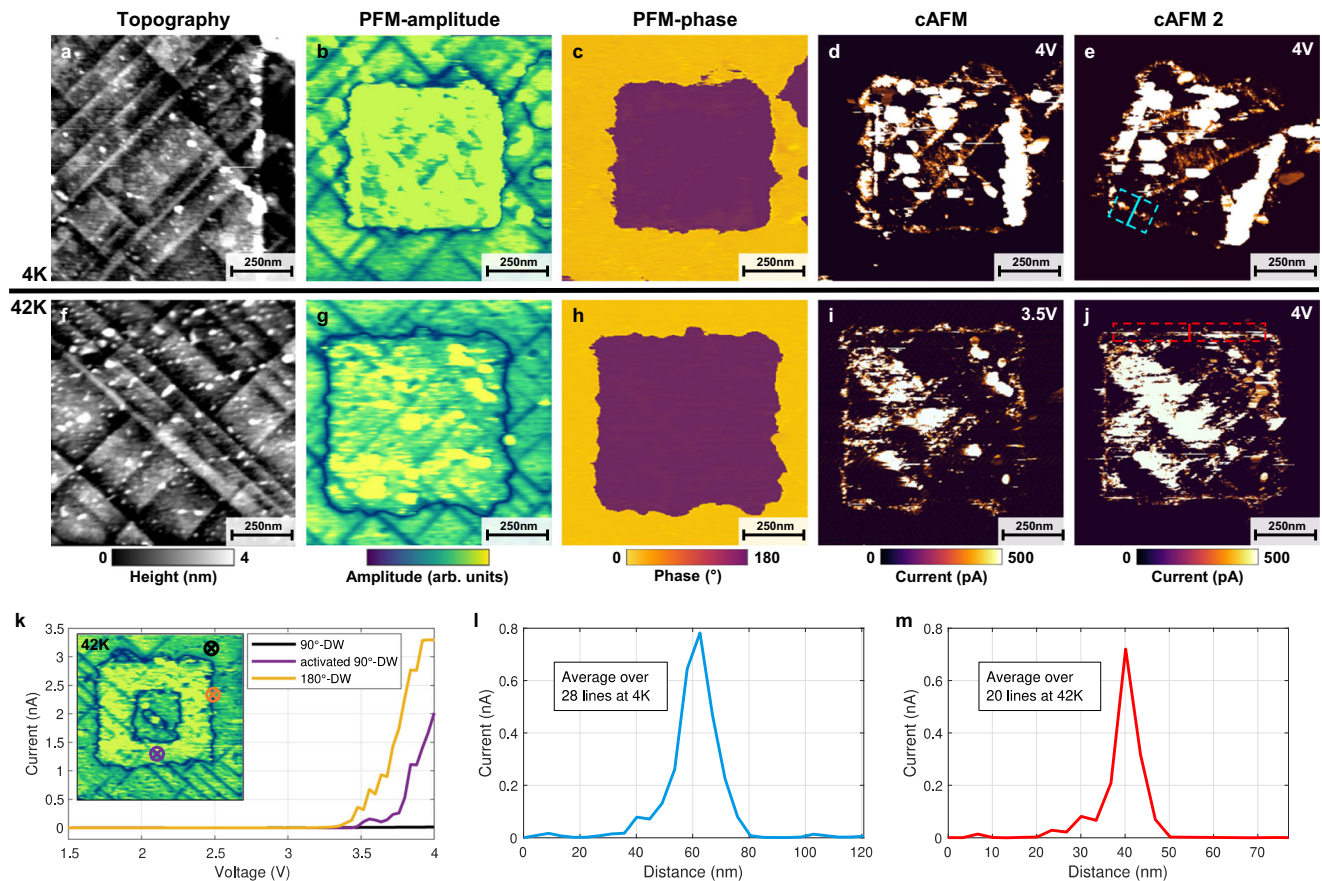 Topography PFM-amplitude PFM-phase cAFM cAFM 2
a b c d 4V e 4V
250nm 250nm 250nm 250nm 250nm
4K
42K
f g h i 3.5V j 4V
250nm 250nm 250nm 250nm 250nm
0 4 0 180 0 500 0 500
Height (nm) Amplitude (arb. units) Phase (°) Current (pA) Current (pA)
k
3.5
3
2.5
2
1.5
1
0.5
0
Current (nA)
42K
90°-DW
activated 90°-DW
180°-DW
1.5 2 2.5 3 3.5 4
Voltage (V)
l
0.8
0.6
0.4
0.2
0
Current (nA)
Average over
28 lines at 4K
0 20 40 60 80 100 120
Distance (nm)
m
0.8
0.6
0.4
0.2
0
Current (nA)
Average over
20 lines at 42K
0 10 20 30 40 50 60 70
Distance (nm)